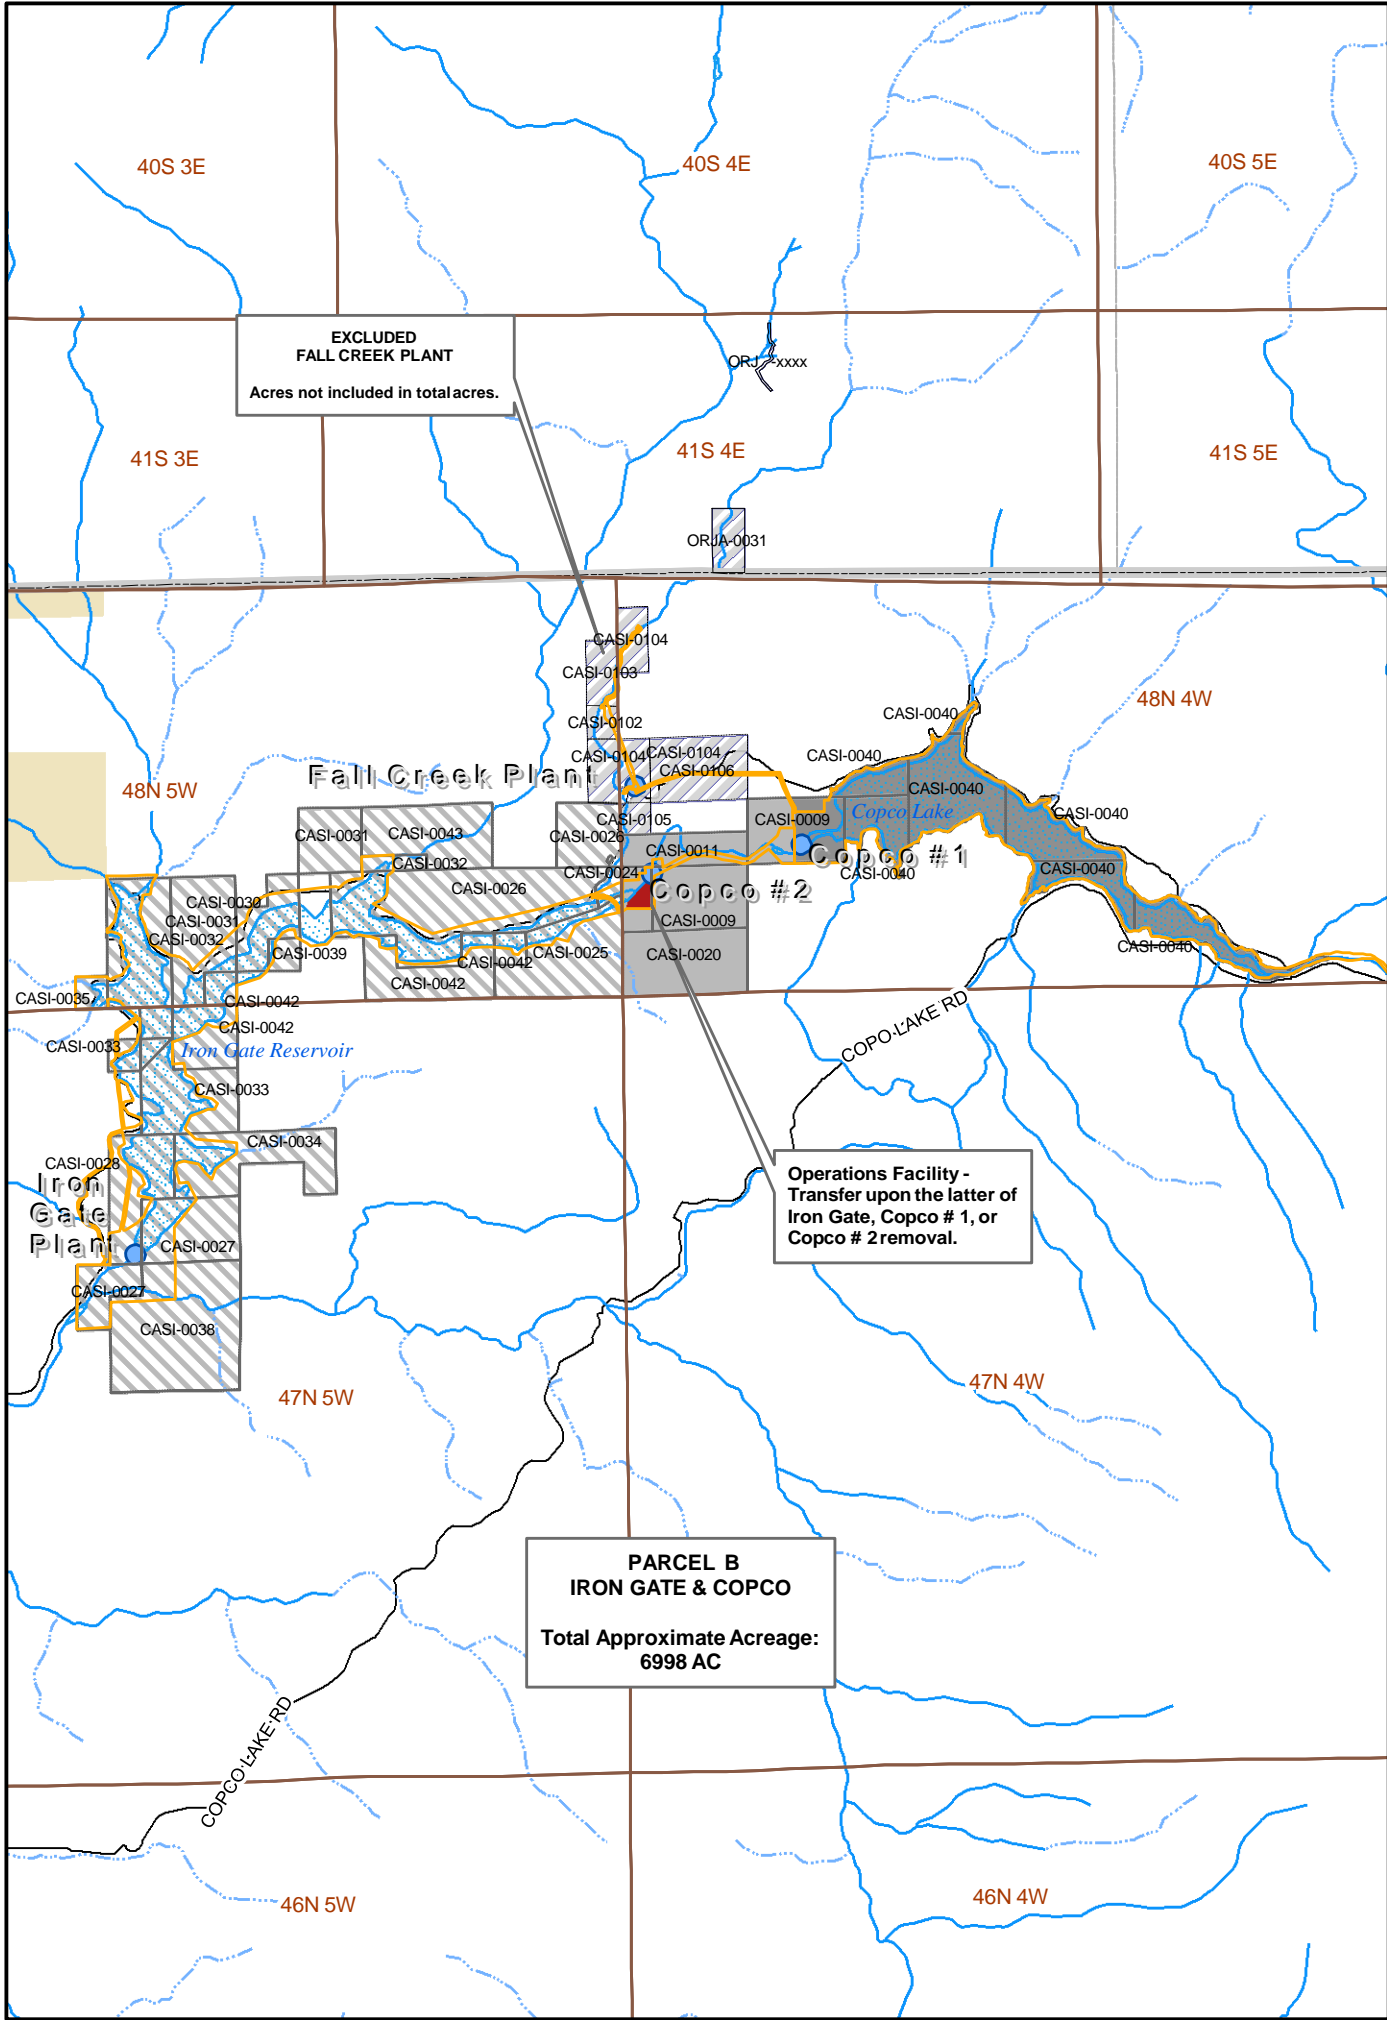 40S 3E
40S 4E
40S 5E
EXCLUDED
FALL CREEK PLANT
Acres not included in total acres.
ORJ -xxxx
41S 3E
41S 4E
41S 5E
ORJA-0031
CASI-0104
CASI-0103
48N 4W
CASI-0102
CASI-0040
CASI-0104
CASI-0104
CASI-0040
CASI-0106
Fall Creek Plant
48N 5W
CASI-0040
CASI-0105
CASI-0009
Copco Lake
CASI-0040
CASI-0031
CASI-0043
CASI-0026
CASI-0011
Copco #1
CASI-0032
CASI-0024
CASI-0040
CASI-0040
CASI-0026
Copco #2
CASI-0030
CASI-0031
CASI-0009
CASI-0032
CASI-0039
CASI-0042
CASI-0025
CASI-0020
CASI-0040
CASI-0042
CASI-0035
CASI-0042
CASI-0042
CASI-0033
Iron Gate Reservoir
COPO LAKE RD
CASI-0033
CASI-0034
CASI-0028
Iron
Gate
Plant
CASI-0027
CASI-0027
CASI-0038
Operations Facility -
Transfer upon the latter of
Iron Gate, Copco # 1, or
Copco # 2 removal.
47N 5W
47N 4W
PARCEL B
IRON GATE & COPCO
Total Approximate Acreage:
6998 AC
COPCO LAKE RD
46N 5W
46N 4W